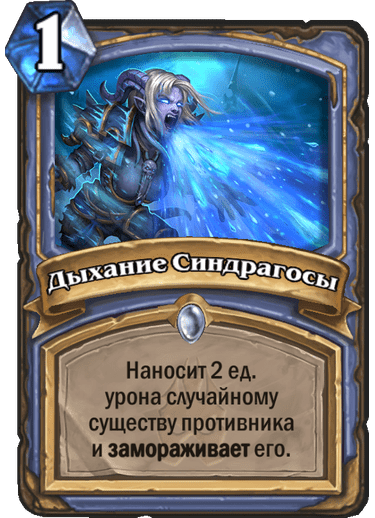 1
Дыхание Синдрагосы
Наносит 2 ед.
урона случайному
существу противника
и замораживает его.